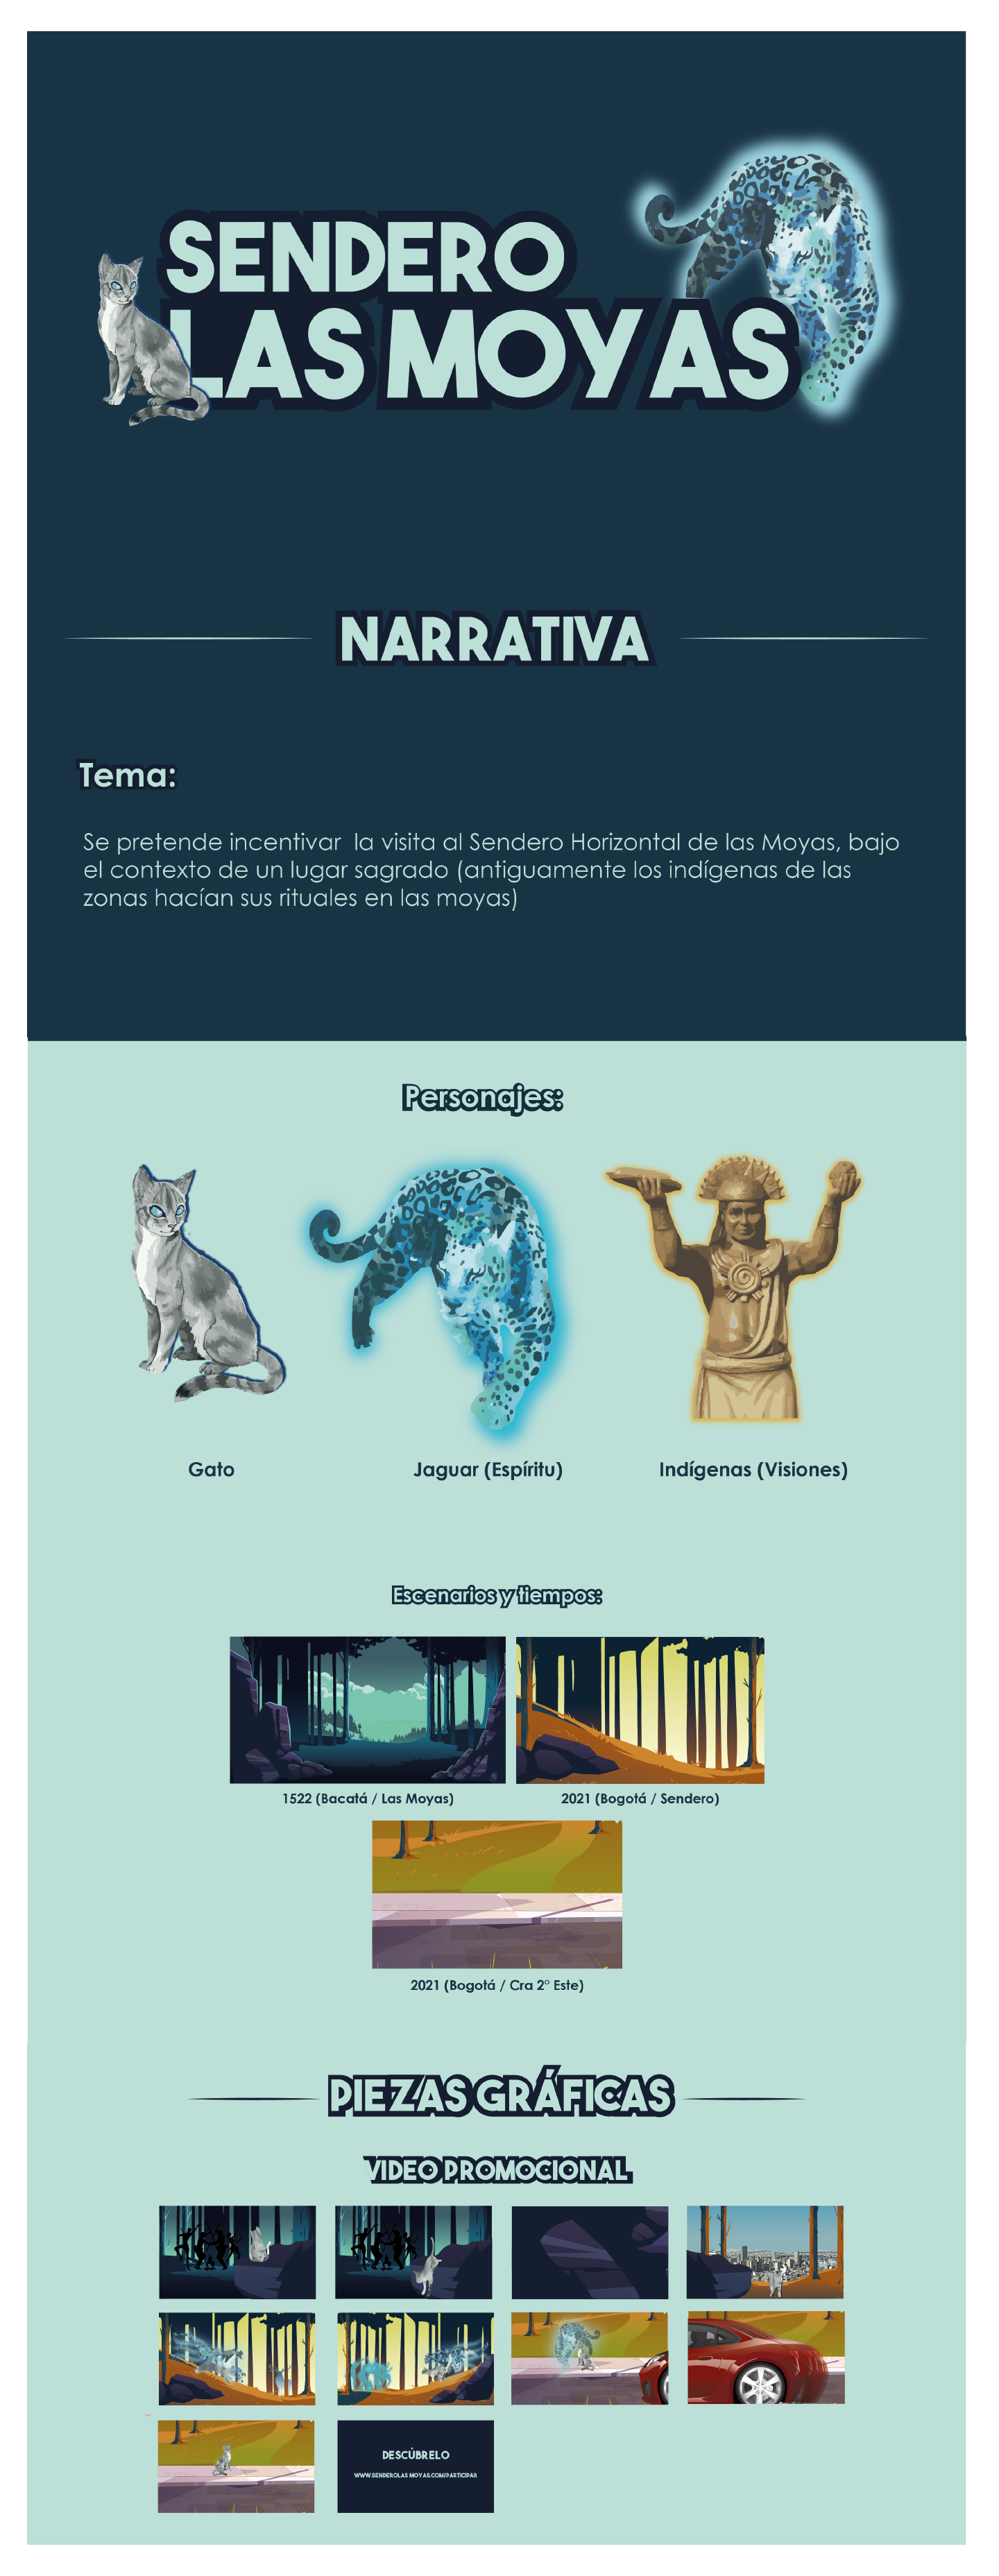 SENDERO
LAS MOYAS
NARRATIVA
Tema:
Se pretende incentivar la visita al Sendero Horizontal de las Moyas, bajo
el contexto de un lugar sagrado (antiguamente los indígenas de las
zonas hacían sus rituales en las moyas)
Personajes:
Gato
Jaguar (Espíritu)
Indígenas (Visiones)
Escenarios y tiempos:
1522 (Bacatá / Las Moyas)
2021 (Bogotá / Sendero)
2021 (Bogotá / Cra 2° Este)
PIEZAS GRÁFICAS
VIDEO PROMOCIONAL
DESCÚBRELO
WWW.SENDEROLAS MOYAS.COM/PARTICIPAR